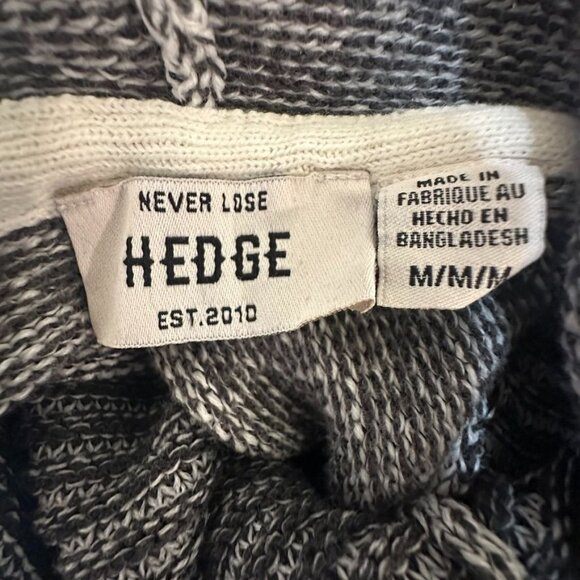 NEVER LOSE
HEDGE
EST.2010
MADE IN
FABRIQUE AU
HECHO EN
BANGLADESH
M/M/M